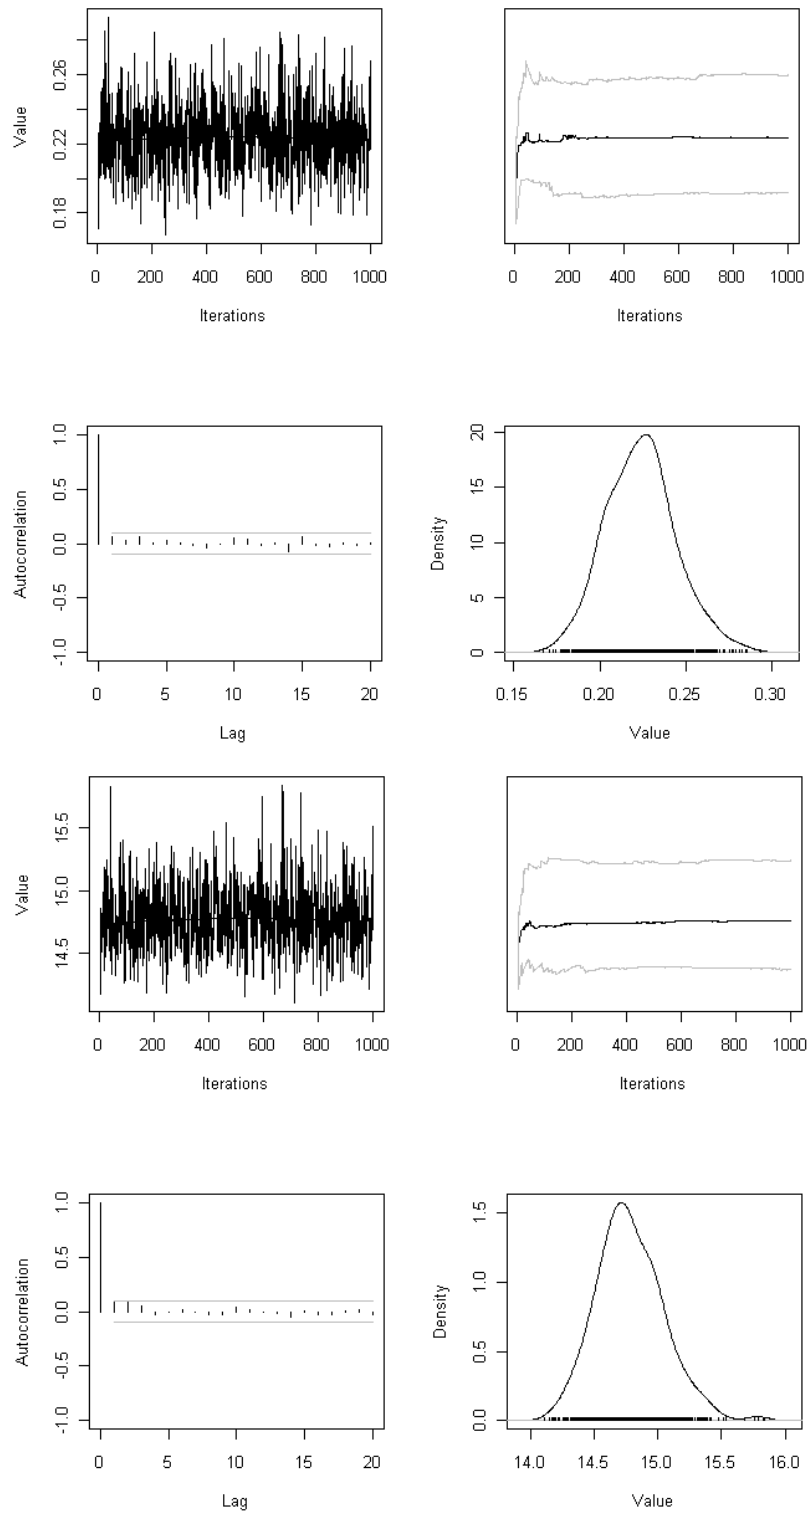 Value
0.18 0.22 0.26
0 200 400 600 800 1000
Iterations
0 200 400 600 800 1000
Iterations
Autocorrelation
-1.0 -0.5 0.0 0.5 1.0
0 5 10 15 20
Lag
Density
0 5 10 15 20
0.15 0.20 0.25 0.30
Value
Value
14.5 15.0 15.5
0 200 400 600 800 1000
Iterations
0 200 400 600 800 1000
Iterations
Autocorrelation
-1.0 -0.5 0.0 0.5 1.0
0 5 10 15 20
Lag
Density
0.0 0.5 1.0 1.5
14.0 14.5 15.0 15.5 16.0
Value